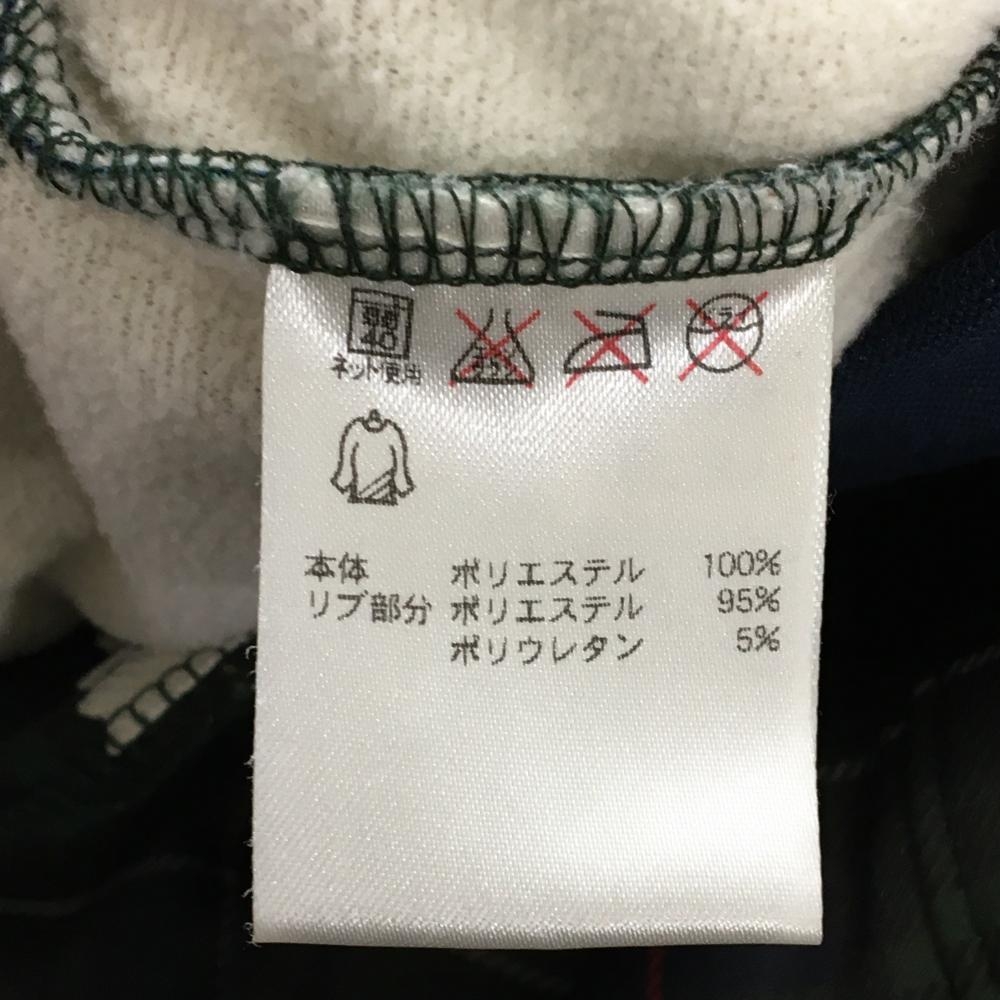 弱
40
ネット使用
本体 ポリエステル 100%
リブ部分 ポリエステル 95%
ポリウレタン 5%